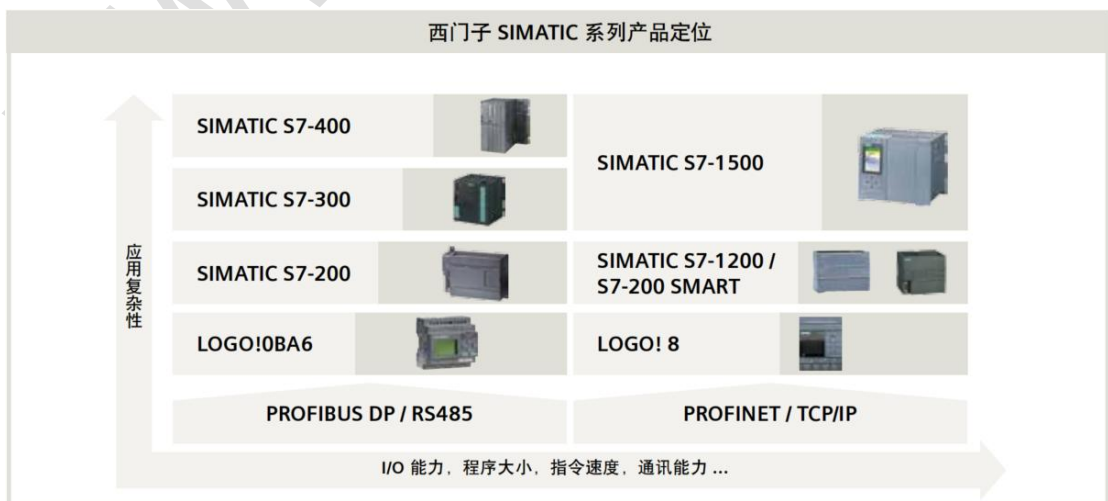 西门子 SIMATIC 系列产品定位
应用复杂性
SIMATIC S7-400
SIMATIC S7-300
SIMATIC S7-200
LOGO!0BA6
PROFIBUS DP / RS485
SIMATIC S7-1500
SIMATIC S7-1200 /
S7-200 SMART
LOGO! 8
PROFINET / TCP/IP
I/O 能力，程序大小，指令速度，通讯能力 ...